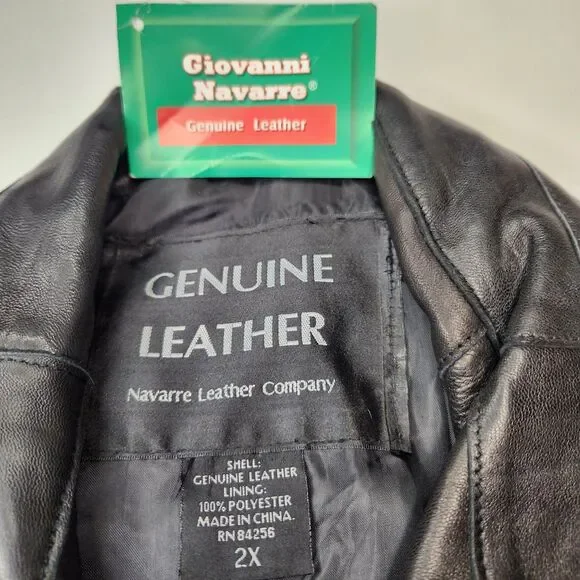 Giovanni
Navarre®
Genuine Leather
GENUINE
LEATHER
Navarre Leather Company
SHELL:
GENUINE LEATHER
LINING:
100% POLYESTER
MADE IN CHINA.
RN 84256
2X